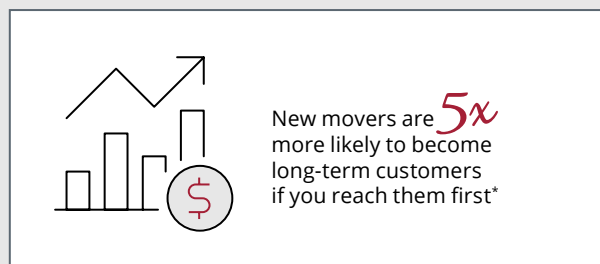 New movers are 5x
more likely to become
long-term customers
if you reach them first*
$